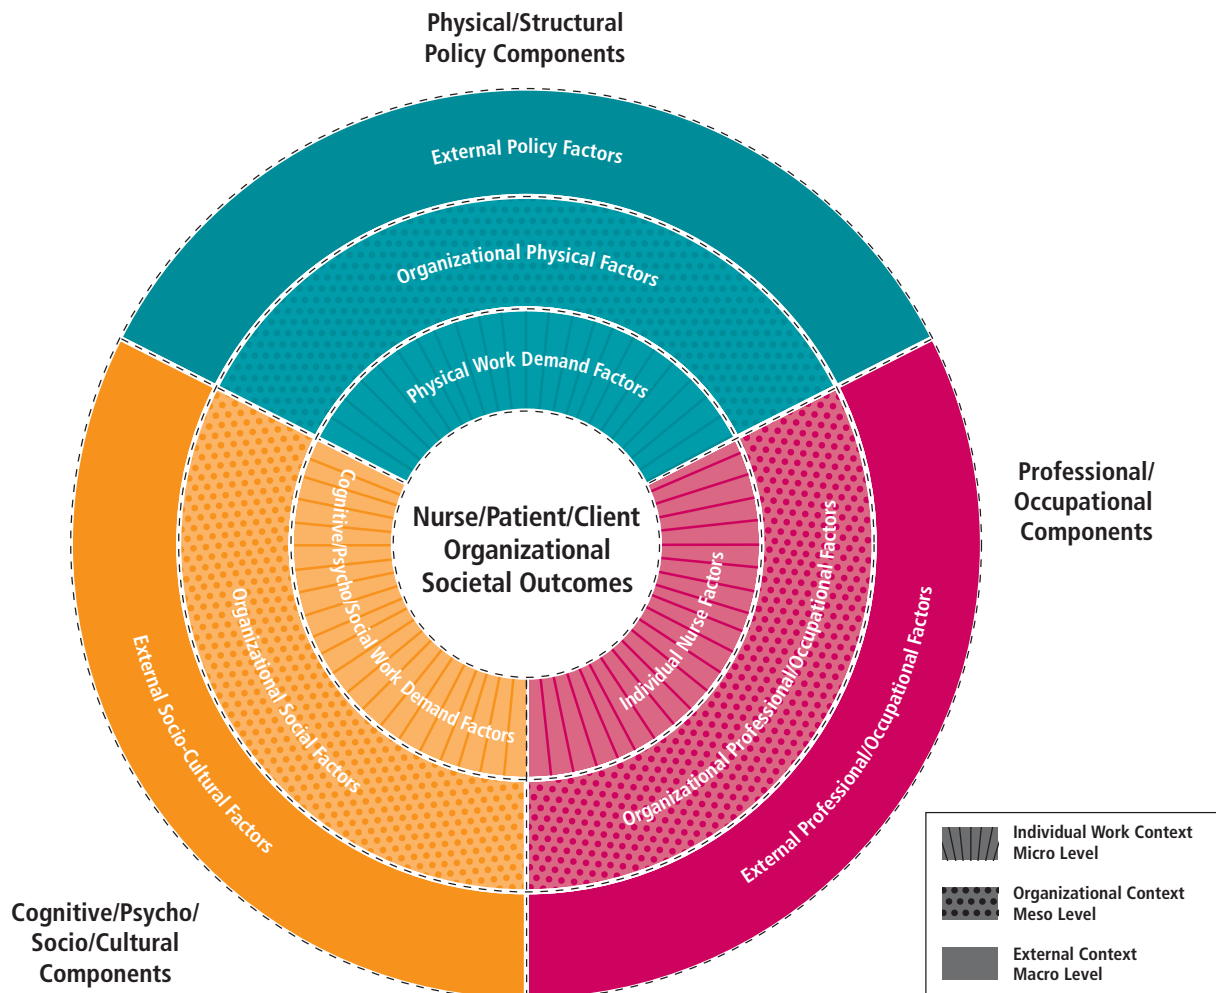 Physical/Structural
Policy Components
External Policy Factors
Organizational Physical Factors
Physical Work Demand Factors
Nurse/Patient/Client
Organizational
Societal Outcomes
Cognitive/Psycho/Social Work Demand Factors
Organizational Social Factors
External Socio-Cultural Factors
Individual Nurse Factors
Organizational Professional/Occupational Factors
External Professional/Occupational Factors
Professional/
Occupational
Components
Cognitive/Psycho/
Socio/Cultural
Components
Individual Work Context
Micro Level
Organizational Context
Meso Level
External Context
Macro Level